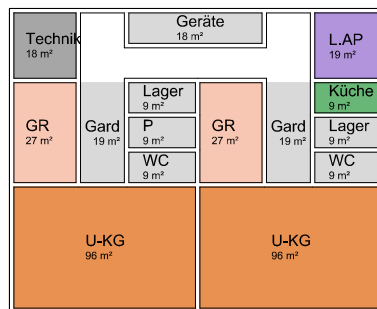 Geräte
18 m²
Technik
18 m²
L.AP
19 m²
Lager
9 m²
Küche
9 m²
GR
27 m²
Gard
19 m²
P
9 m²
GR
27 m²
Gard
19 m²
Lager
9 m²
WC
9 m²
WC
9 m²
U-KG
96 m²
U-KG
96 m²